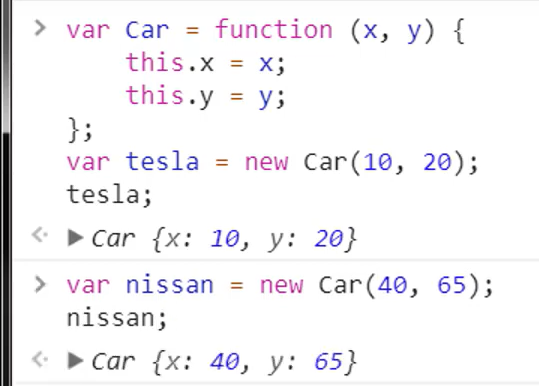 > var Car = function (x, y) {
    this.x = x;
    this.y = y;
};
var tesla = new Car(10, 20);
tesla;
▶Car {x: 10, y: 20}
> var nissan = new Car(40, 65);
nissan;
▶Car {x: 40, y: 65}